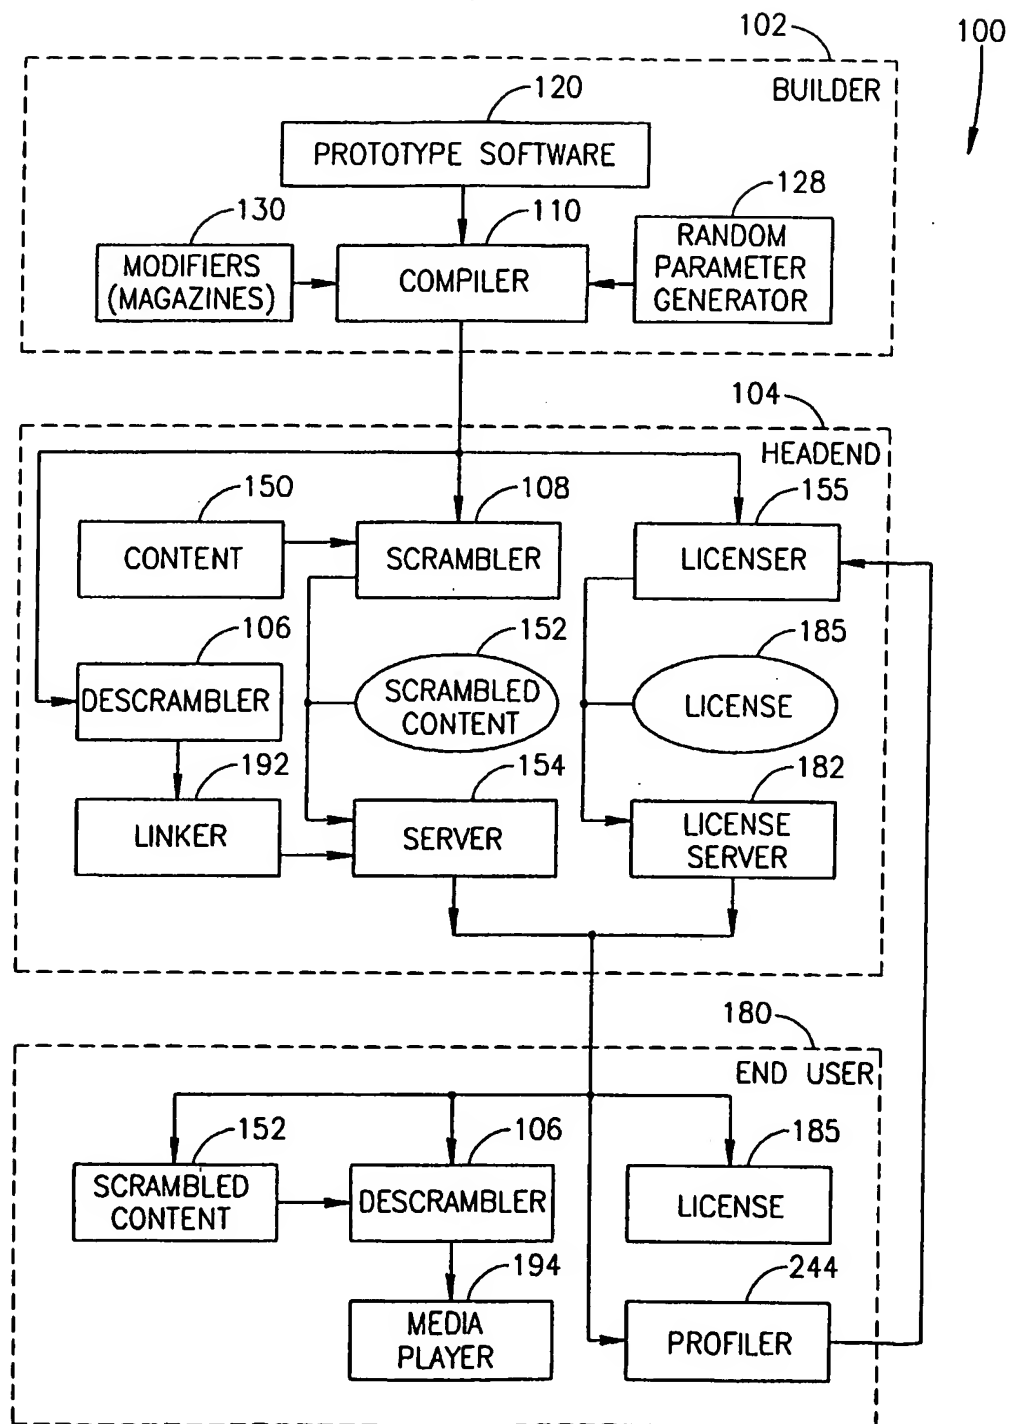 102
100
BUILDER
120
PROTOTYPE SOFTWARE
130
110
128
MODIFIERS
(MAGAZINES)
COMPILER
RANDOM
PARAMETER
GENERATOR
104
HEADEND
150
108
155
CONTENT
SCRAMBLER
LICENSER
106
152
185
DESCRAMBLER
SCRAMBLED
CONTENT
LICENSE
192
154
182
LINKER
SERVER
LICENSE
SERVER
180
END USER
152
106
185
SCRAMBLED
CONTENT
DESCRAMBLER
LICENSE
194
244
MEDIA
PLAYER
PROFILER